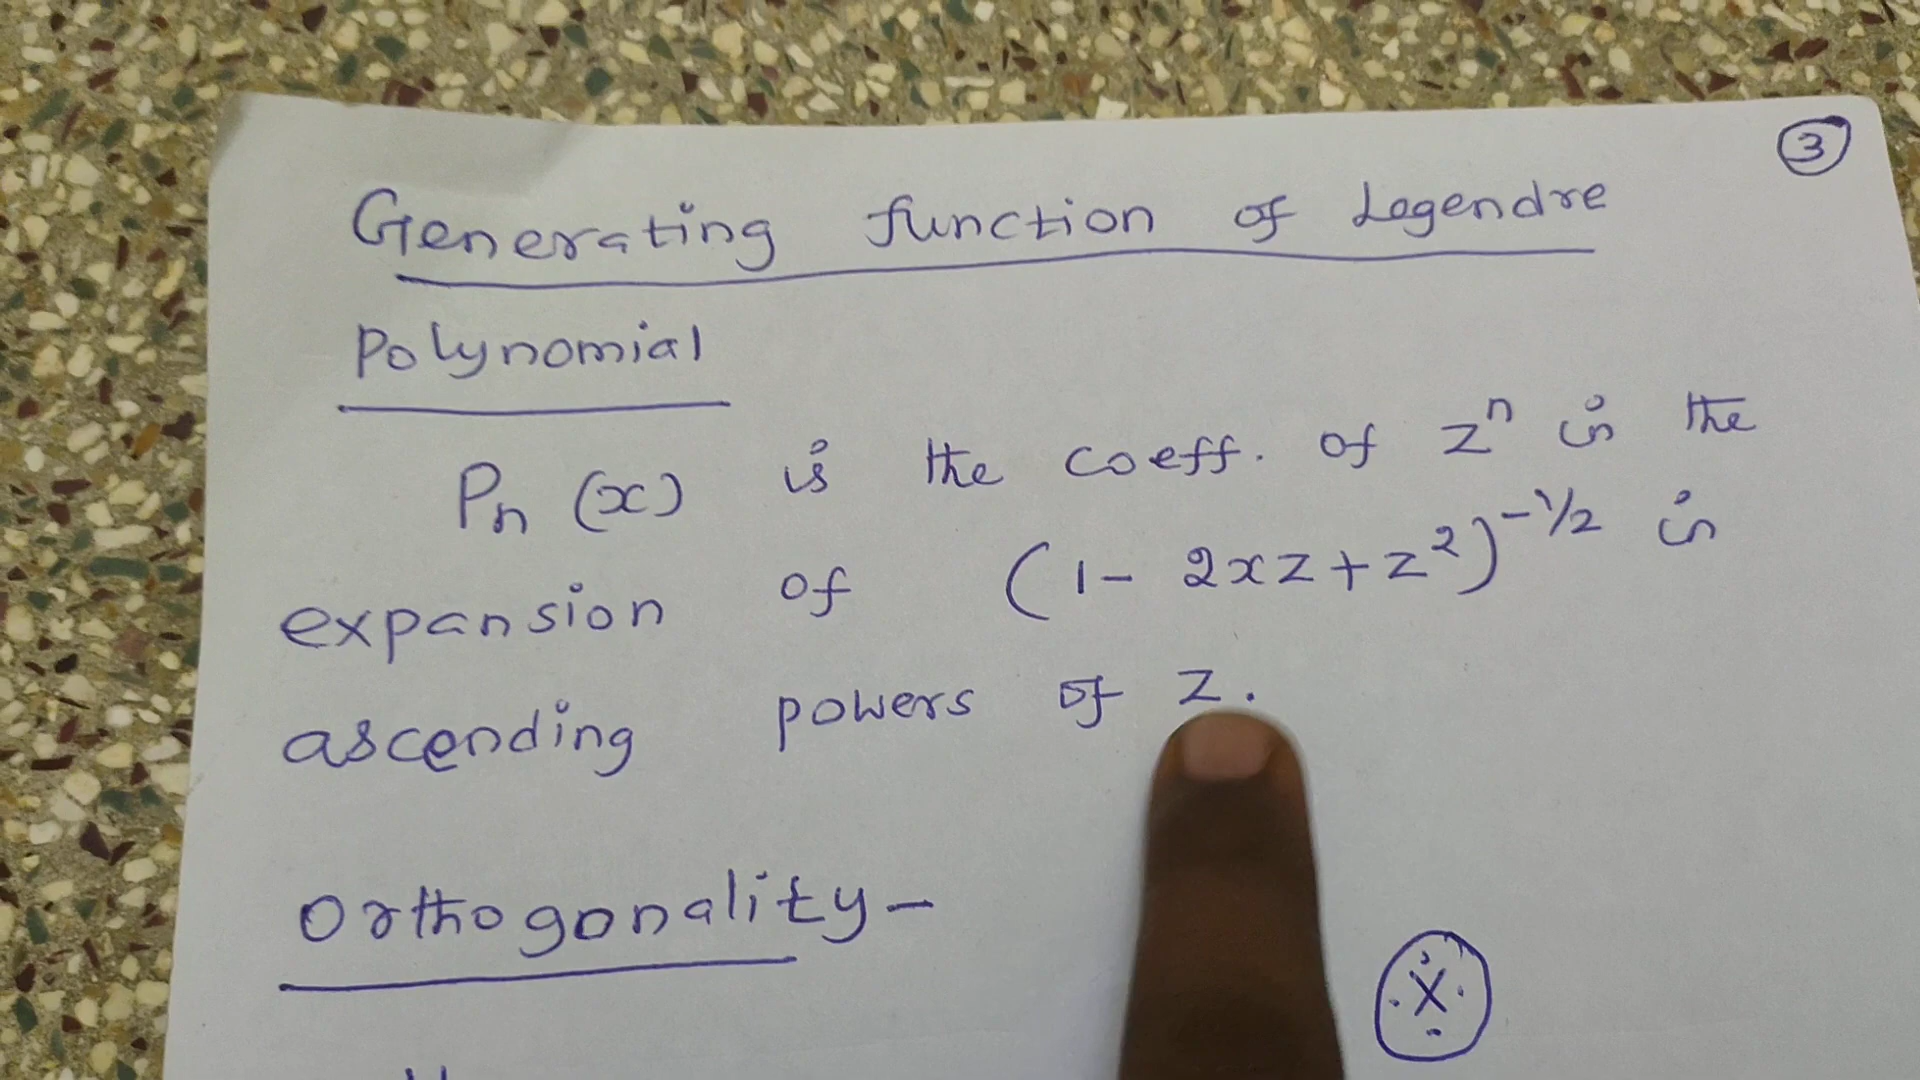 3
Generating function of Legendre
Polynomial
Pn (x) is the coeff. of zⁿ in the
expansion of (1 - 2xz + z²)^-1/2 in
ascending powers of z.
Orthogonality -
X